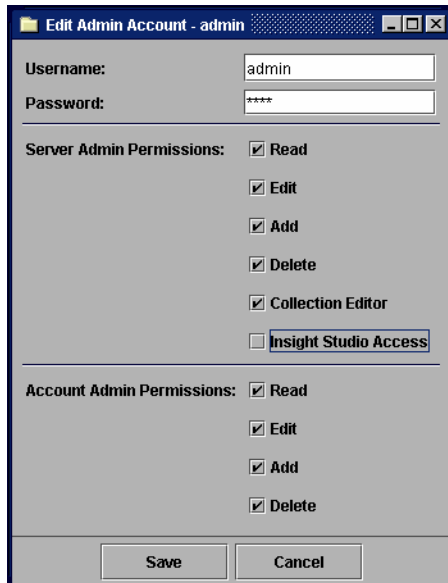 Edit Admin Account - admin
Username: admin
Password: ****
Server Admin Permissions: Read
Edit
Add
Delete
Collection Editor
Insight Studio Access
Account Admin Permissions: Read
Edit
Add
Delete
Save Cancel